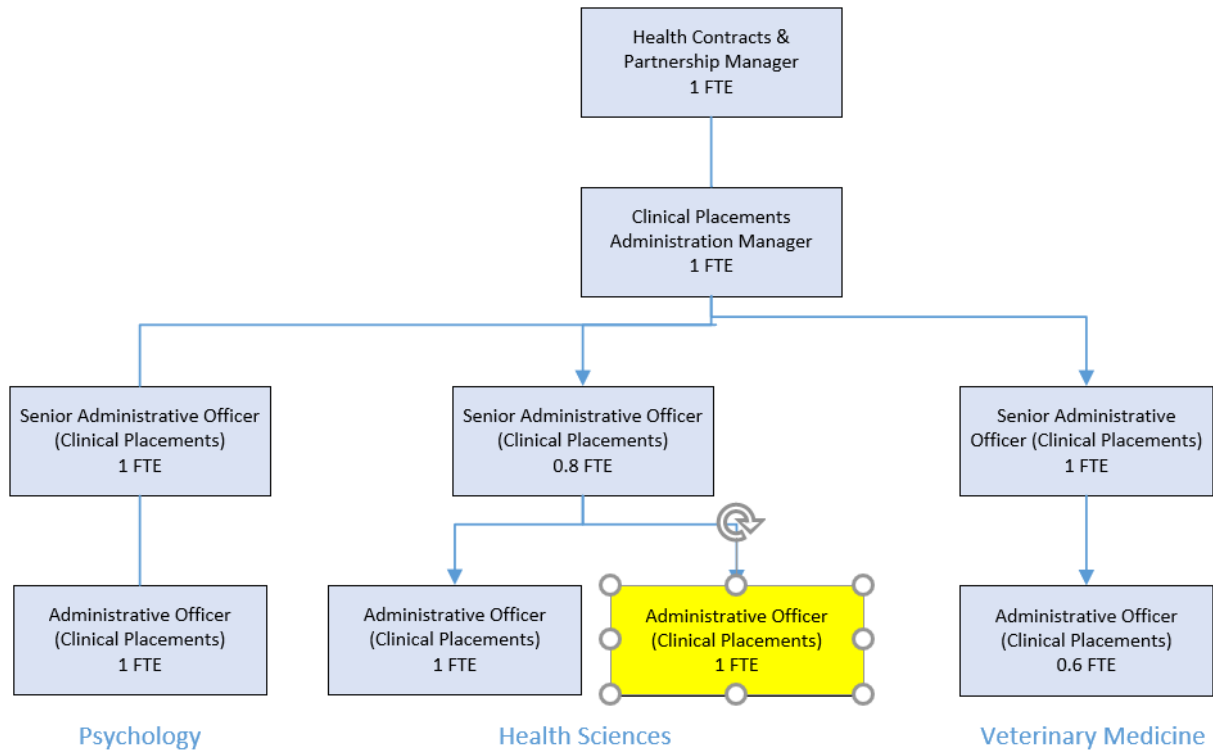 Health Contracts &
Partnership Manager
1 FTE
Clinical Placements
Administration Manager
1 FTE
Senior Administrative Officer
(Clinical Placements)
1 FTE
Senior Administrative Officer
(Clinical Placements)
0.8 FTE
Senior Administrative
Officer (Clinical Placements)
1 FTE
Administrative Officer
(Clinical Placements)
1 FTE
Administrative Officer
(Clinical Placements)
1 FTE
Administrative Officer
(Clinical Placements)
1 FTE
Administrative Officer
(Clinical Placements)
0.6 FTE
Psychology
Health Sciences
Veterinary Medicine